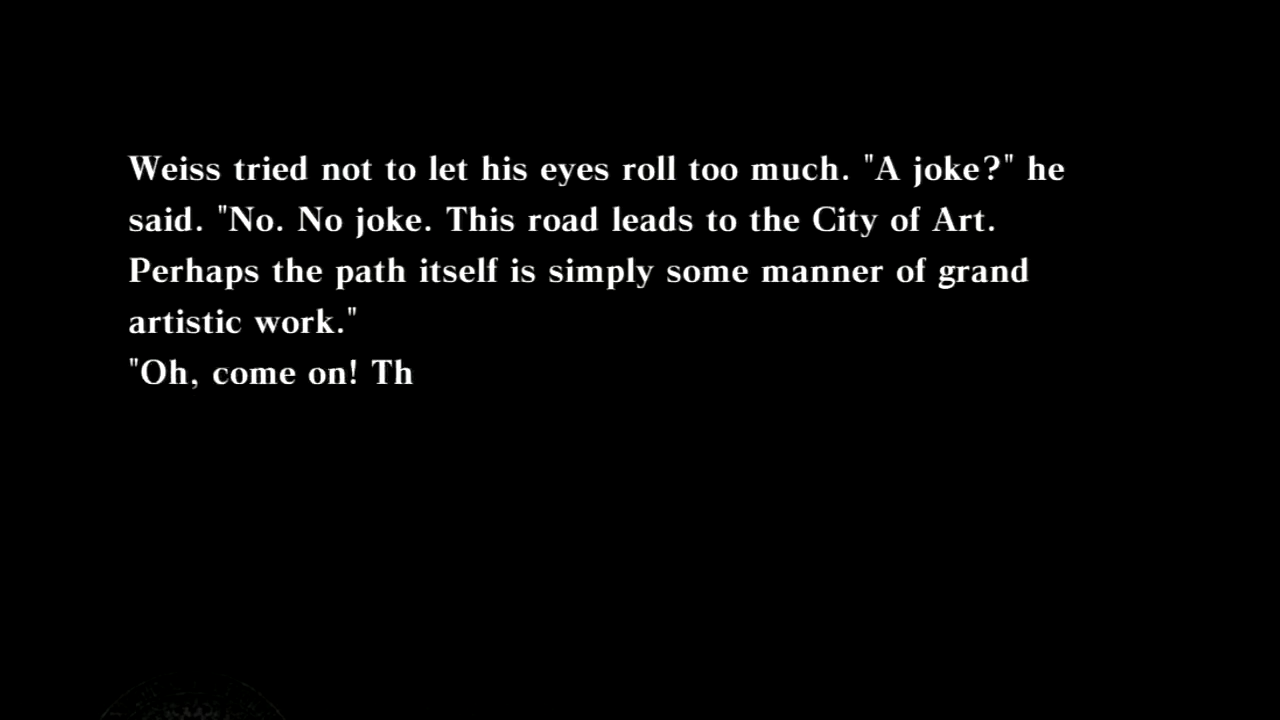 Weiss tried not to let his eyes roll too much. "A joke?" he
said. "No. No joke. This road leads to the City of Art.
Perhaps the path itself is simply some manner of grand
artistic work."
"Oh, come on! Th